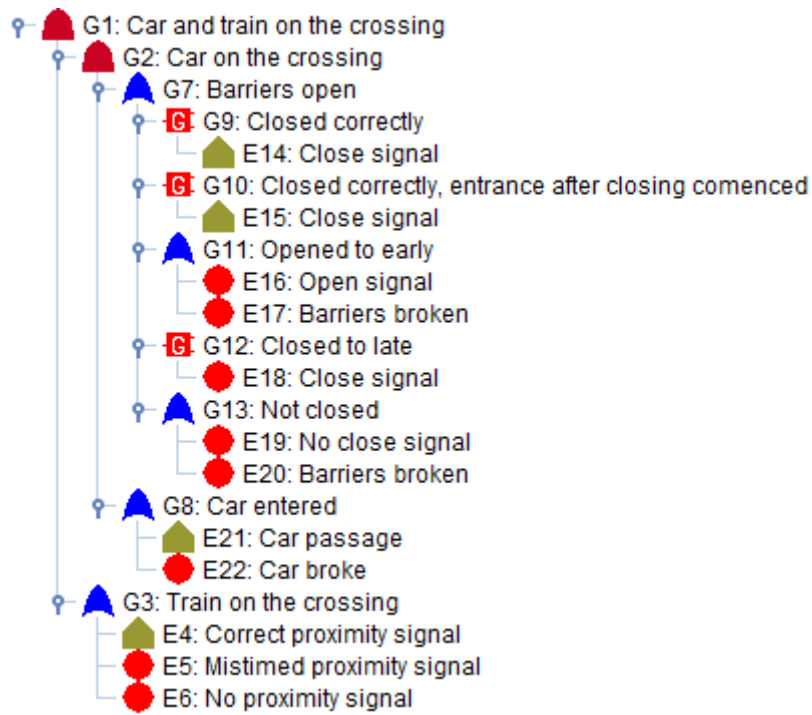 G1: Car and train on the crossing
G2: Car on the crossing
G7: Barriers open
G G9: Closed correctly
E14: Close signal
G G10: Closed correctly, entrance after closing comenced
E15: Close signal
G11: Opened to early
E16: Open signal
E17: Barriers broken
G G12: Closed to late
E18: Close signal
G13: Not closed
E19: No close signal
E20: Barriers broken
G8: Car entered
E21: Car passage
E22: Car broke
G3: Train on the crossing
E4: Correct proximity signal
E5: Mistimed proximity signal
E6: No proximity signal